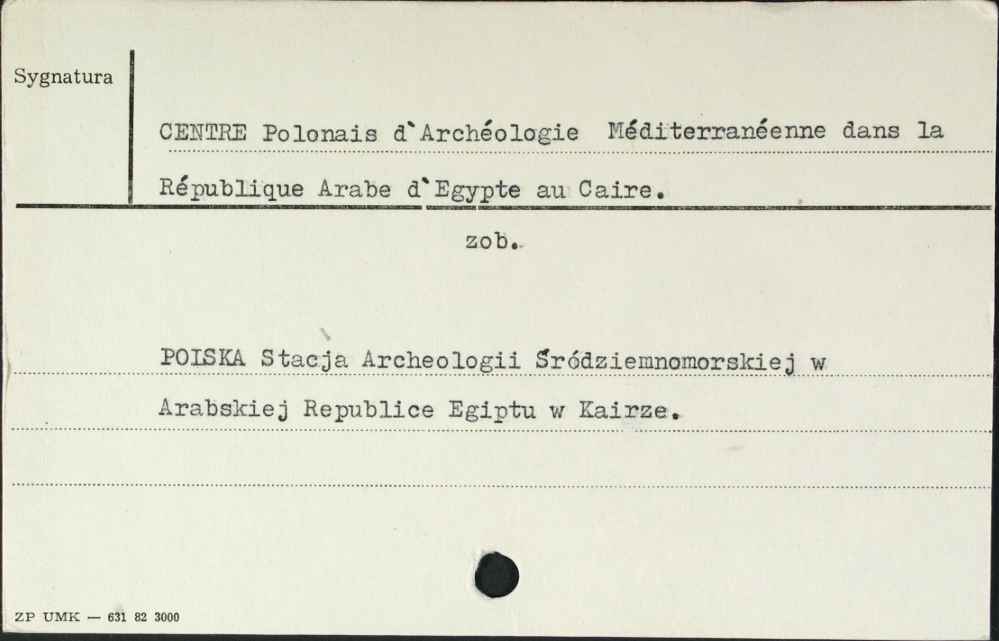 Sygnatura
CENTRE Polonais d`Archéologie Méditerranéenne dans la
République Arabe d`Egypte au Caire.
zob.
POlSKA Stacja Archeologii Śródziemnomorskiej w
Arabskiej Republice Egiptu w Kairze.
ZP UMK — 631 82 3000